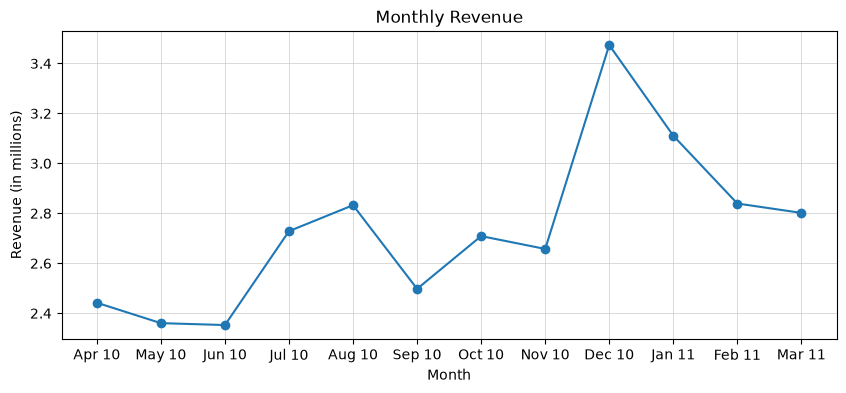 Monthly Revenue
Revenue (in millions)
3.4
3.2
3.0
2.8
2.6
2.4
Apr 10 May 10 Jun 10 Jul 10 Aug 10 Sep 10 Oct 10 Nov 10 Dec 10 Jan 11 Feb 11 Mar 11
Month